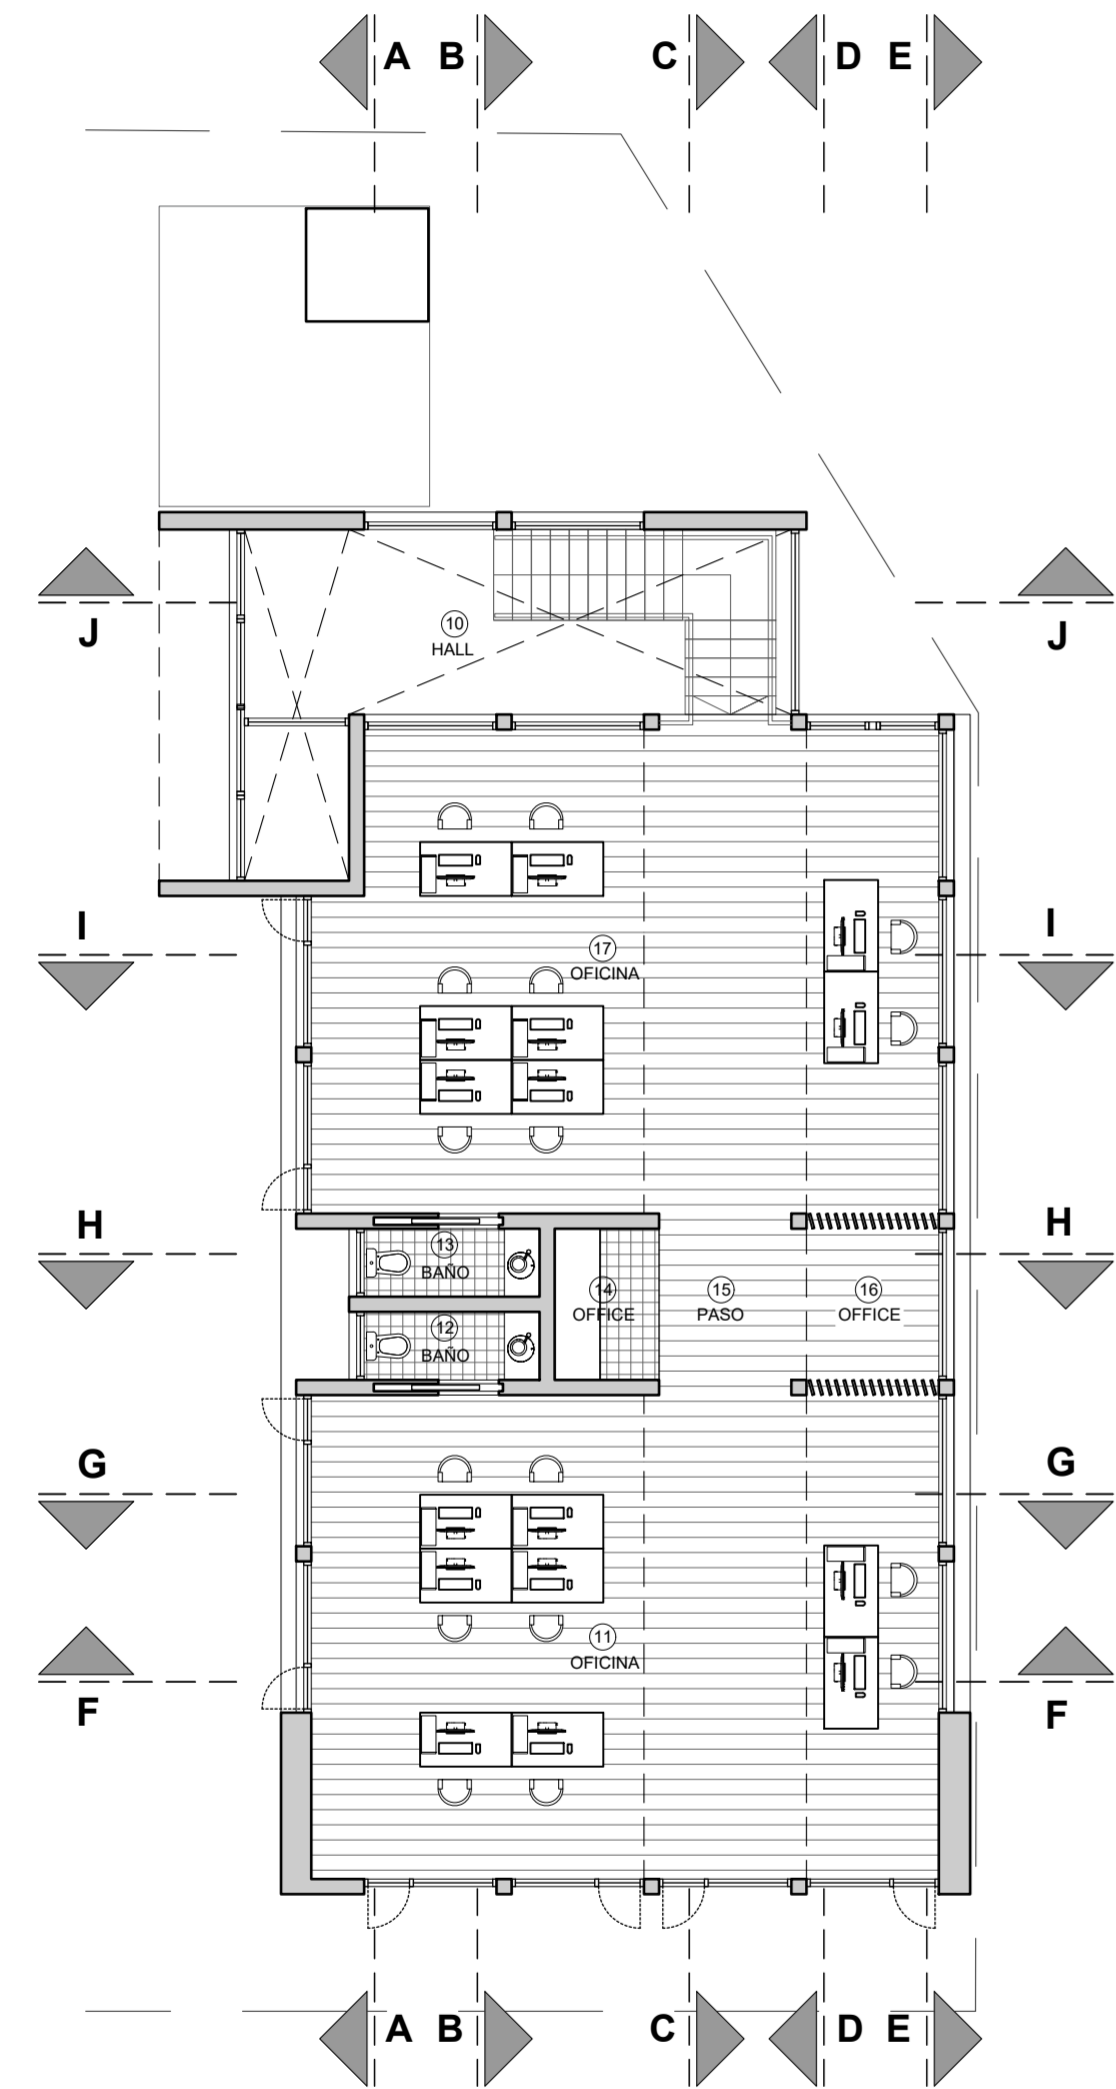 A B C D E
10
HALL
J J
I I
17
OFICINA
H H
13
BAÑO
14
OFFICE
15
PASO
16
OFFICE
12
BAÑO
G G
11
OFICINA
F F
A B C D E